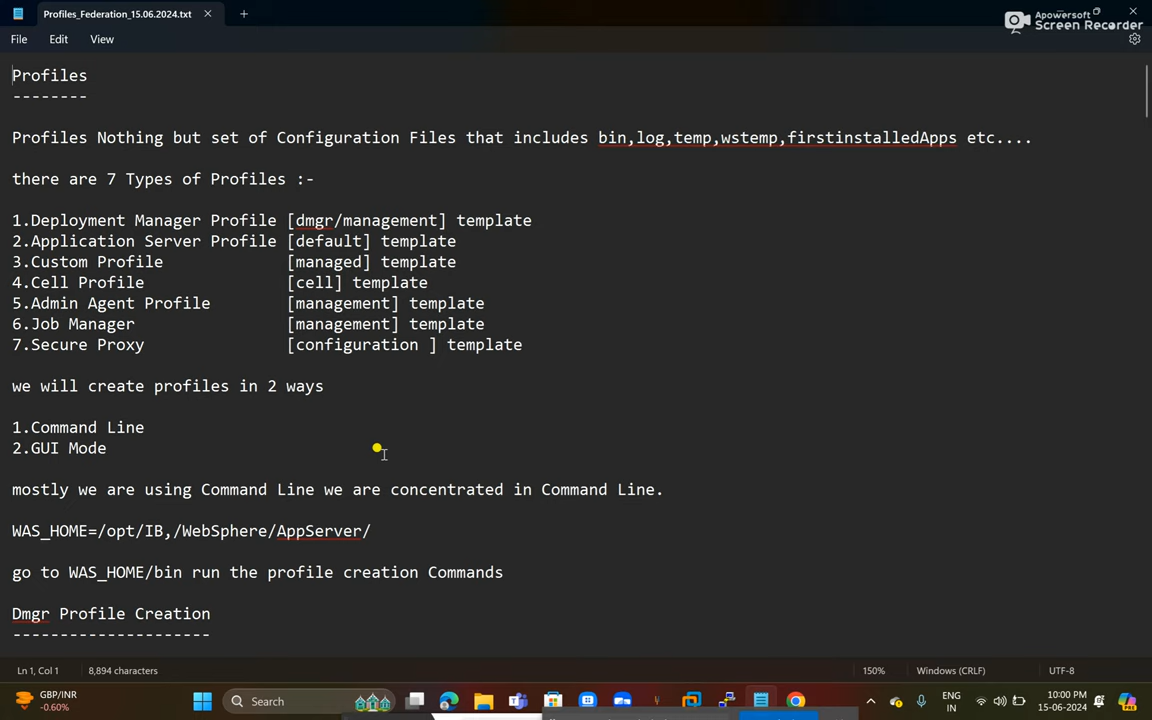 Profiles_Federation_15.06.2024.txt
Apowersoft
Screen Recorder
File Edit View
Profiles
--------
Profiles Nothing but set of Configuration Files that includes bin,log,temp,wstemp,firstinstalledApps etc....
there are 7 Types of Profiles :-
1.Deployment Manager Profile [dmgr/management] template
2.Application Server Profile [default] template
3.Custom Profile [managed] template
4.Cell Profile [cell] template
5.Admin Agent Profile [management] template
6.Job Manager [management] template
7.Secure Proxy [configuration ] template
we will create profiles in 2 ways
1.Command Line
2.GUI Mode
mostly we are using Command Line we are concentrated in Command Line.
WAS_HOME=/opt/IB,/WebSphere/AppServer/
go to WAS_HOME/bin run the profile creation Commands
Dmgr Profile Creation
---------------------
Ln 1, Col 1 8,894 characters 150% Windows (CRLF) UTF-8
GBP/INR
-0.60%
Search
ENG
IN
10:00 PM
15-06-2024